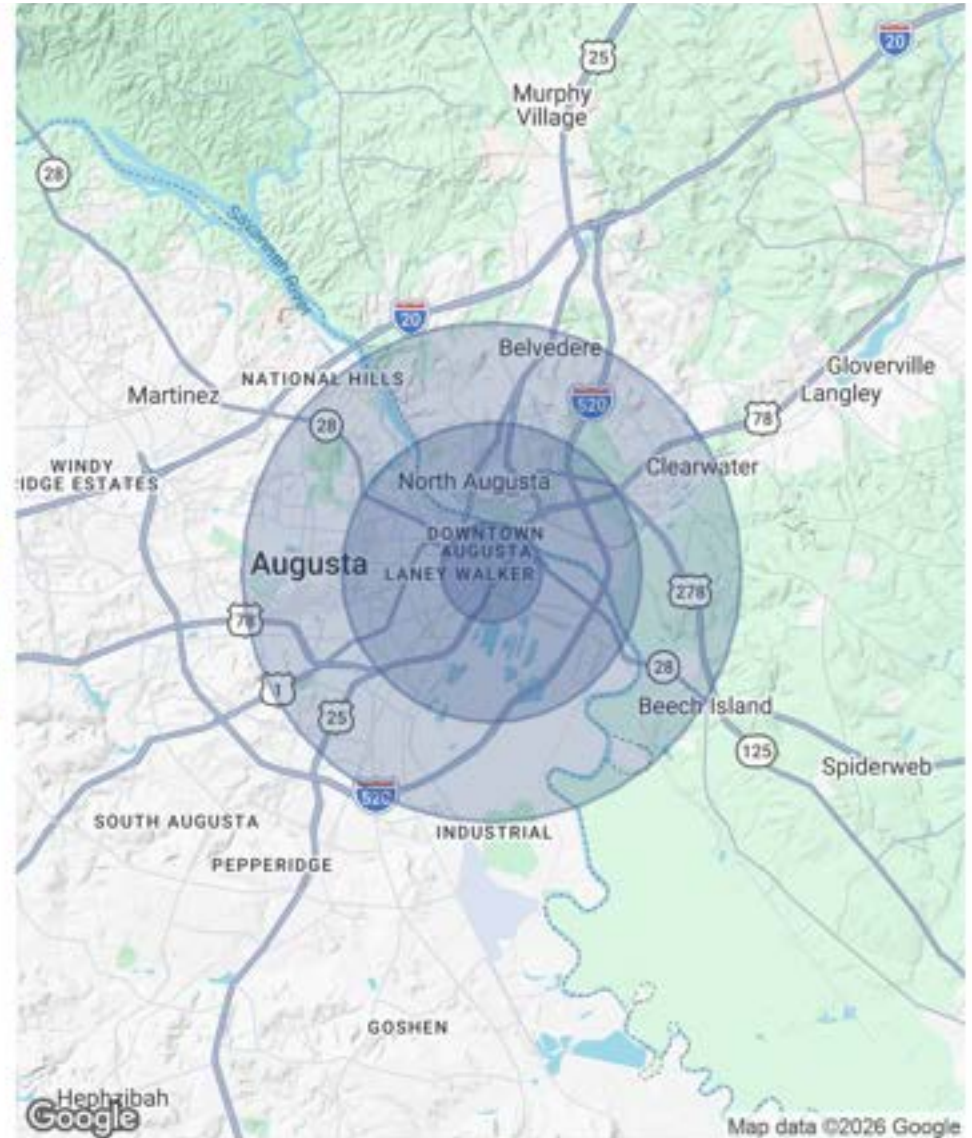 25
20
Murphy
Village
28
Savannah River
20
Belvedere
NATIONAL HILLS
Gloverville
Martinez
Langley
520
78
28
WINDY
IDGE ESTATES
Clearwater
North Augusta
DOWNTOWN
AUGUSTA
Augusta
LANEY WALKER
278
78
28
1
Beech Island
25
125
Spiderweb
520
SOUTH AUGUSTA
INDUSTRIAL
PEPPERIDGE
GOSHEN
Hephzibah
Google
Map data ©2026 Google